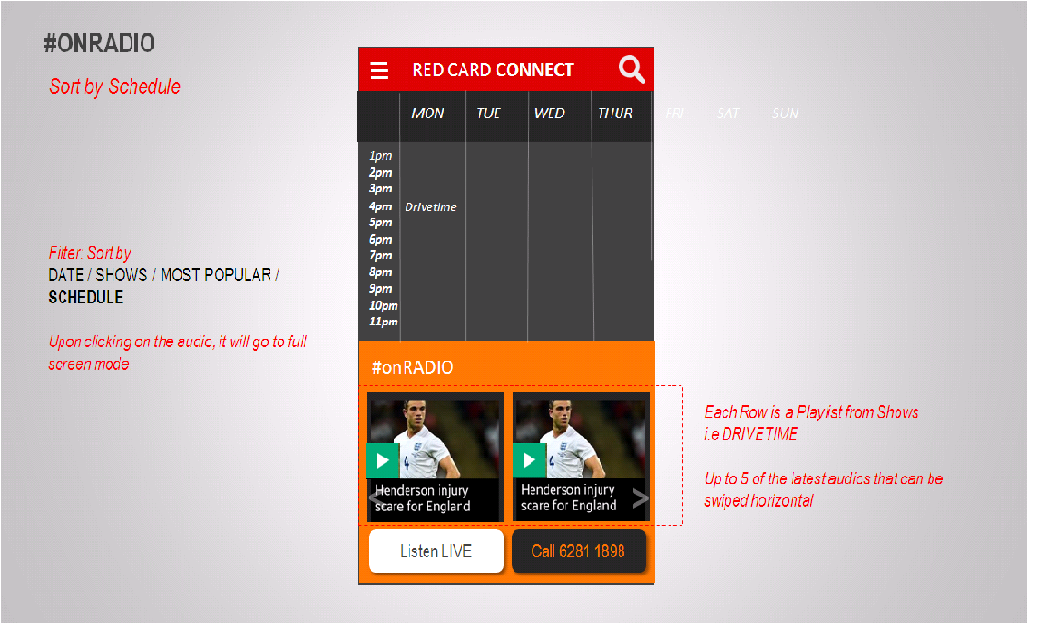 #ONRADIO
Sort by Schedule
RED CARD CONNECT
MON TUE WED THUR FRI SAT SUN
1pm
2pm
3pm
4pm Drivetime
5pm
6pm
7pm
8pm
9pm
10pm
11pm
Filter: Sort by
DATE / SHOWS / MOST POPULAR /
SCHEDULE
Upon clicking on the audio, it will go to full
screen mode
#onRADIO
4
Henderson injury
scare for England
4
Henderson injury
scare for England
Each Row is a Playlist from Shows
i.e DRIVETIME
Up to 5 of the latest audios that can be
swiped horizontal
Listen LIVE
Call 6281 1898